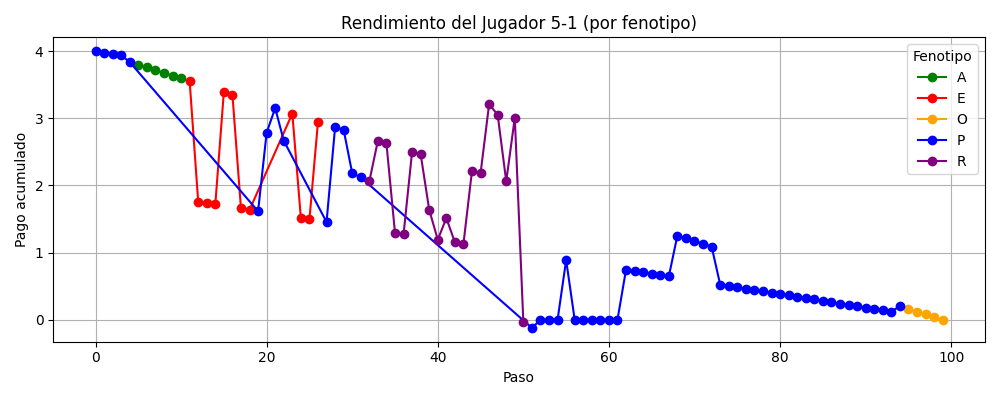 Rendimiento del Jugador 5-1 (por fenotipo)
Pago acumulado
4
3
2
1
0
Fenotipo
A
E
O
P
R
0
20
40
60
80
100
Paso